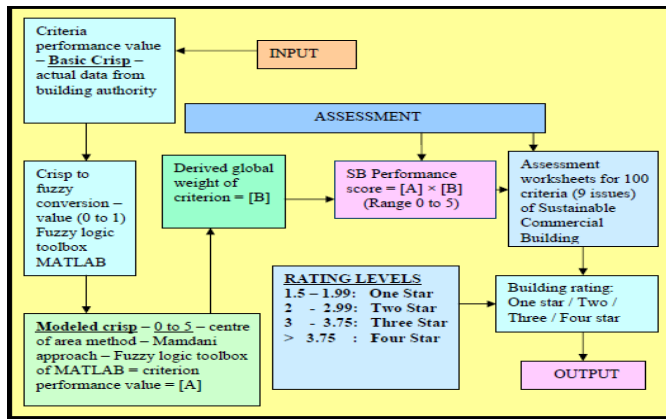 Criteria
performance value
– Basic Crisp –
actual data from
building authority
INPUT
ASSESSMENT
Crisp to
fuzzy
conversion –
value (0 to 1)
Fuzzy logic
toolbox
MATLAB
Derived global
weight of
criterion = [B]
SB Performance
score = [A] × [B]
(Range 0 to 5)
Assessment
worksheets for 100
criteria (9 issues)
of Sustainable
Commercial
Building
RATING LEVELS
1.5 – 1.99: One Star
2 - 2.99: Two Star
3 - 3.75: Three Star
> 3.75 : Four Star
Building rating:
One star / Two /
Three / Four star
Modeled crisp – 0 to 5 – centre
of area method – Mamdani
approach – Fuzzy logic toolbox
of MATLAB = criterion
performance value = [A]
OUTPUT